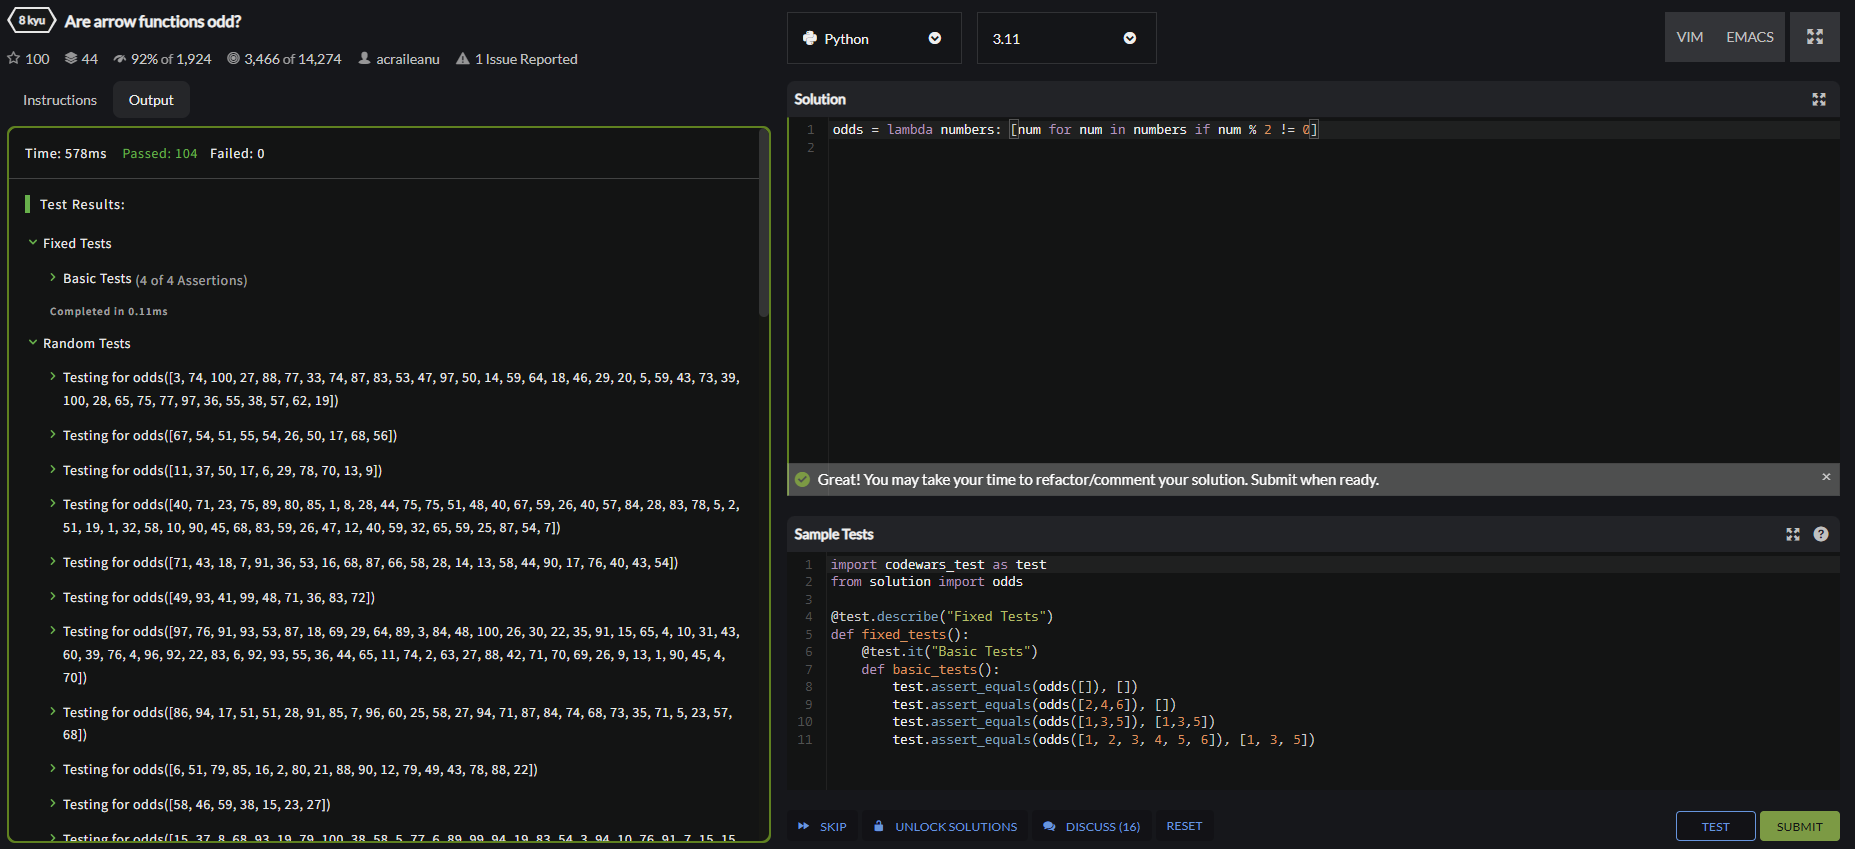 8 kyu Are arrow functions odd?
100 44 92% of 1,924 3,466 of 14,274 acraileanu 1 Issue Reported
Instructions Output
Time: 578ms Passed: 104 Failed: 0
Test Results:
Fixed Tests
Basic Tests (4 of 4 Assertions)
Completed in 0.11ms
Random Tests
Testing for odds([3, 74, 100, 27, 88, 77, 33, 74, 87, 83, 53, 47, 97, 50, 14, 59, 64, 18, 46, 29, 20, 5, 59, 43, 73, 39,
100, 28, 65, 75, 77, 97, 36, 55, 38, 57, 62, 19])
Testing for odds([67, 54, 51, 55, 54, 26, 50, 17, 68, 56])
Testing for odds([11, 37, 50, 17, 6, 29, 78, 70, 13, 9])
Testing for odds([40, 71, 23, 75, 89, 80, 85, 1, 8, 28, 44, 75, 75, 51, 48, 40, 67, 59, 26, 40, 57, 84, 28, 83, 78, 5, 2,
51, 19, 1, 32, 58, 10, 90, 45, 68, 83, 59, 26, 47, 12, 40, 59, 32, 65, 59, 25, 87, 54, 7])
Testing for odds([71, 43, 18, 7, 91, 36, 53, 16, 68, 87, 66, 58, 28, 14, 13, 58, 44, 90, 17, 76, 40, 43, 54])
Testing for odds([49, 93, 41, 99, 48, 71, 36, 83, 72])
Testing for odds([97, 76, 91, 93, 53, 87, 18, 69, 29, 64, 89, 3, 84, 48, 100, 26, 30, 22, 35, 91, 15, 65, 4, 10, 31, 43,
60, 39, 76, 4, 96, 92, 22, 83, 6, 92, 93, 55, 36, 44, 65, 11, 74, 2, 63, 27, 88, 42, 71, 70, 69, 26, 9, 13, 1, 90, 45, 4,
70])
Testing for odds([86, 94, 17, 51, 51, 28, 91, 85, 7, 96, 60, 25, 58, 27, 94, 71, 87, 84, 74, 68, 73, 35, 71, 5, 23, 57,
68])
Testing for odds([6, 51, 79, 85, 16, 2, 80, 21, 88, 90, 12, 79, 49, 43, 78, 88, 22])
Testing for odds([58, 46, 59, 38, 15, 23, 27])
Testing for odds([15, 37, 8, 68, 93, 19, 79, 100, 38, 58, 5, 77, 6, 89, 99, 94, 19, 83, 54, 3, 94, 10, 76, 91, 7, 15, 15,
Python 3.11 VIM EMACS
Solution
1 odds = lambda numbers: [num for num in numbers if num % 2 != 0]
2
Great! You may take your time to refactor/comment your solution. Submit when ready. ×
Sample Tests ?
1 import codewars_test as test
2 from solution import odds
3
4 @test.describe("Fixed Tests")
5 def fixed_tests():
6 @test.it("Basic Tests")
7 def basic_tests():
8 test.assert_equals(odds([]), [])
9 test.assert_equals(odds([2,4,6]), [])
10 test.assert_equals(odds([1,3,5]), [1,3,5])
11 test.assert_equals(odds([1, 2, 3, 4, 5, 6]), [1, 3, 5])
SKIP UNLOCK SOLUTIONS DISCUSS (16) RESET TEST SUBMIT